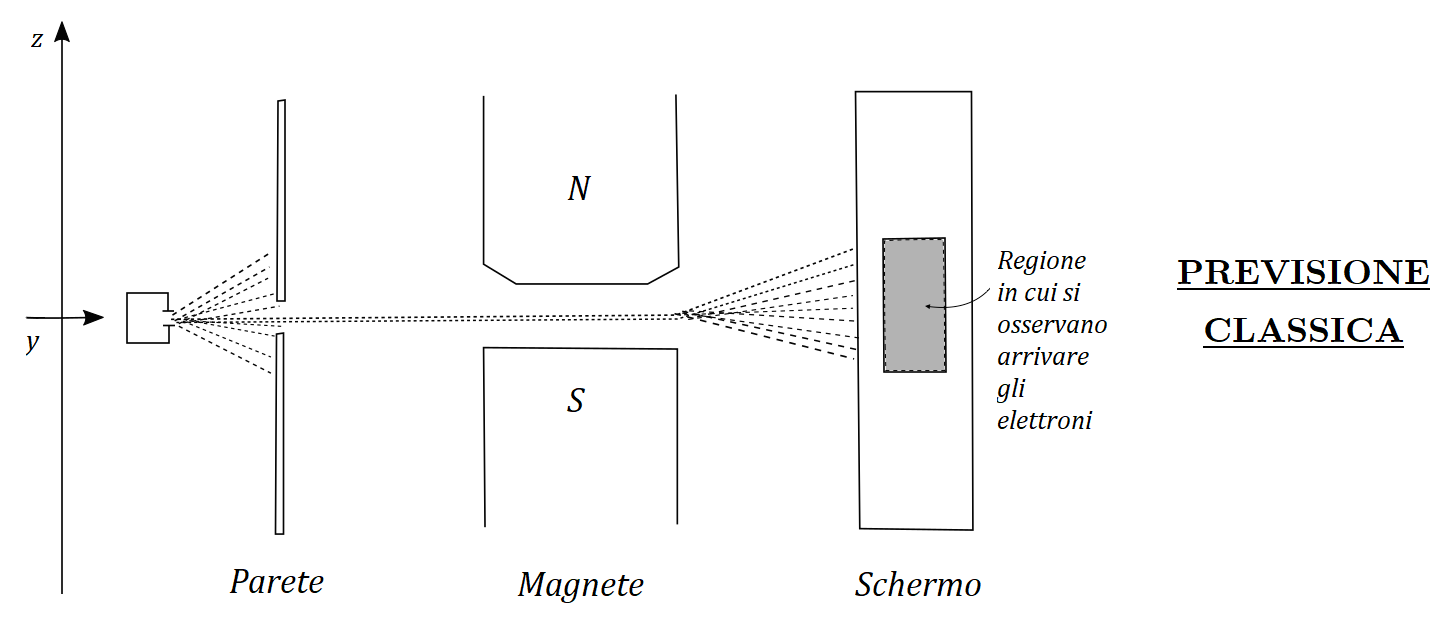 z
y
N
S
Regione
in cui si
osservano
arrivare
gli
elettroni
PREVISIONE
CLASSICA
Parete
Magnete
Schermo